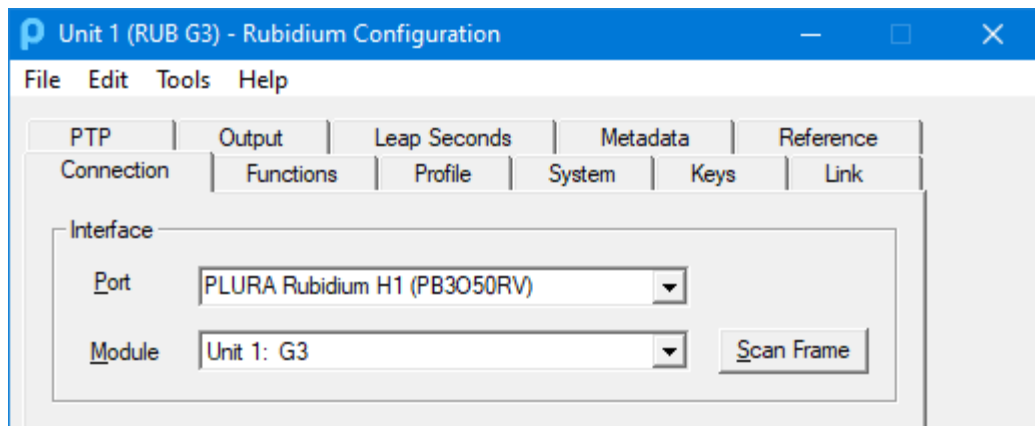 Unit 1 (RUB G3) - Rubidium Configuration
File Edit Tools Help
PTP Output Leap Seconds Metadata Reference
Connection Functions Profile System Keys Link
Interface
Port PLURA Rubidium H1 (PB3O50RV)
Module Unit 1: G3 Scan Frame